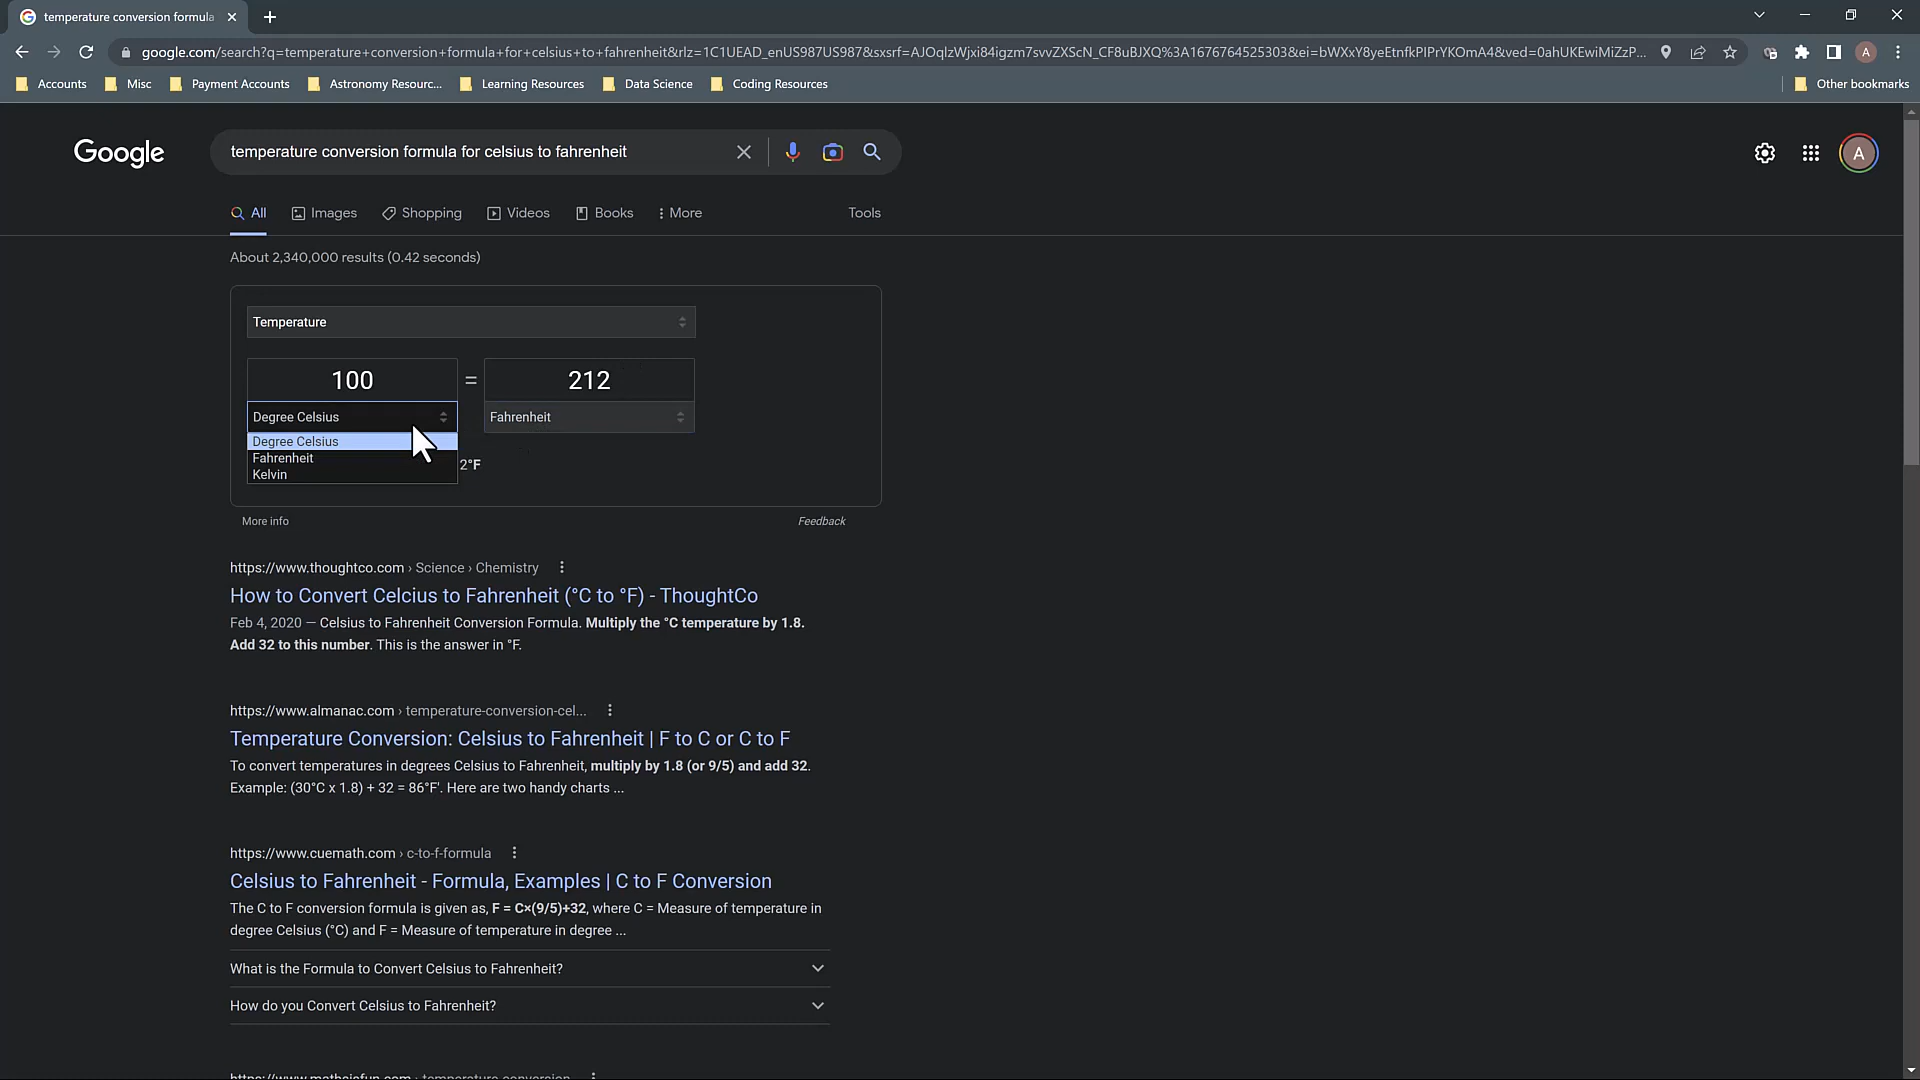 temperature conversion formula
google.com/search?q=temperature+conversion+formula+for+celsius+to+fahrenheit&rlz=1C1UEAD_enUS987US987&sxsrf=AJOqlzWjxi84igzm7svvZXScN_CF8uBJXQ%3A1676764525303&ei=bWXxY8yeEtnfkPIPrYKOmA4&ved=0ahUKEwiMiZzP...
A
Accounts
Misc
Payment Accounts
Astronomy Resourc...
Learning Resources
Data Science
Coding Resources
Other bookmarks
Google
temperature conversion formula for celsius to fahrenheit
A
All
Images
Shopping
Videos
Books
More
Tools
About 2,340,000 results (0.42 seconds)
Temperature
100 = 212
Degree Celsius
Fahrenheit
Degree Celsius
Fahrenheit
2°F
Kelvin
More info
Feedback
https://www.thoughtco.com › Science › Chemistry
How to Convert Celcius to Fahrenheit (°C to °F) - ThoughtCo
Feb 4, 2020 — Celsius to Fahrenheit Conversion Formula. Multiply the °C temperature by 1.8.
Add 32 to this number. This is the answer in °F.
https://www.almanac.com › temperature-conversion-cel...
Temperature Conversion: Celsius to Fahrenheit | F to C or C to F
To convert temperatures in degrees Celsius to Fahrenheit, multiply by 1.8 (or 9/5) and add 32.
Example: (30°C x 1.8) + 32 = 86°F'. Here are two handy charts ...
https://www.cuemath.com › c-to-f-formula
Celsius to Fahrenheit - Formula, Examples | C to F Conversion
The C to F conversion formula is given as, F = C×(9/5)+32, where C = Measure of temperature in
degree Celsius (°C) and F = Measure of temperature in degree ...
What is the Formula to Convert Celsius to Fahrenheit?
How do you Convert Celsius to Fahrenheit?
https://www.mathsisfun.com › temperature-conversion